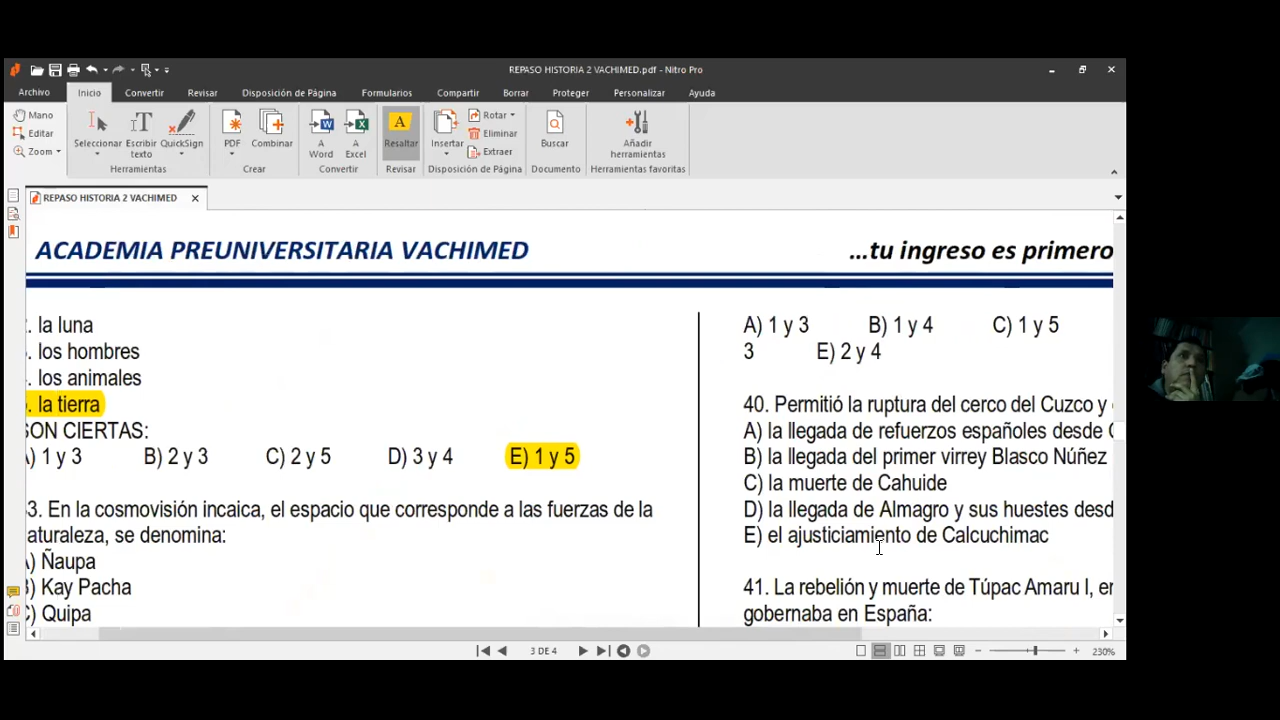 REPASO HISTORIA 2 VACHIMED.pdf - Nitro Pro
Archivo Inicio Convertir Revisar Disposición de Página Formularios Compartir Borrar Proteger Personalizar Ayuda
Mano
Editar
Zoom
Seleccionar
Escribir texto
QuickSign
Herramientas
PDF
Combinar
Crear
A Word
A Excel
Convertir
Resaltar
Revisar
Insertar
Rotar
Eliminar
Extraer
Disposición de Página
Buscar
Documento
Añadir herramientas
Herramientas favoritas
REPASO HISTORIA 2 VACHIMED
ACADEMIA PREUNIVERSITARIA VACHIMED
...tu ingreso es primero
. la luna
. los hombres
. los animales
. la tierra
SON CIERTAS:
) 1 y 3 B) 2 y 3 C) 2 y 5 D) 3 y 4 E) 1 y 5
3. En la cosmovisión incaica, el espacio que corresponde a las fuerzas de la
aturaleza, se denomina:
) Ñaupa
) Kay Pacha
) Quipa
A) 1 y 3 B) 1 y 4 C) 1 y 5
3 E) 2 y 4
40. Permitió la ruptura del cerco del Cuzco y
A) la llegada de refuerzos españoles desde
B) la llegada del primer virrey Blasco Núñez
C) la muerte de Cahuide
D) la llegada de Almagro y sus huestes desd
E) el ajusticiamiento de Calcuchimac
41. La rebelión y muerte de Túpac Amaru I, e
gobernaba en España:
3 DE 4
230%